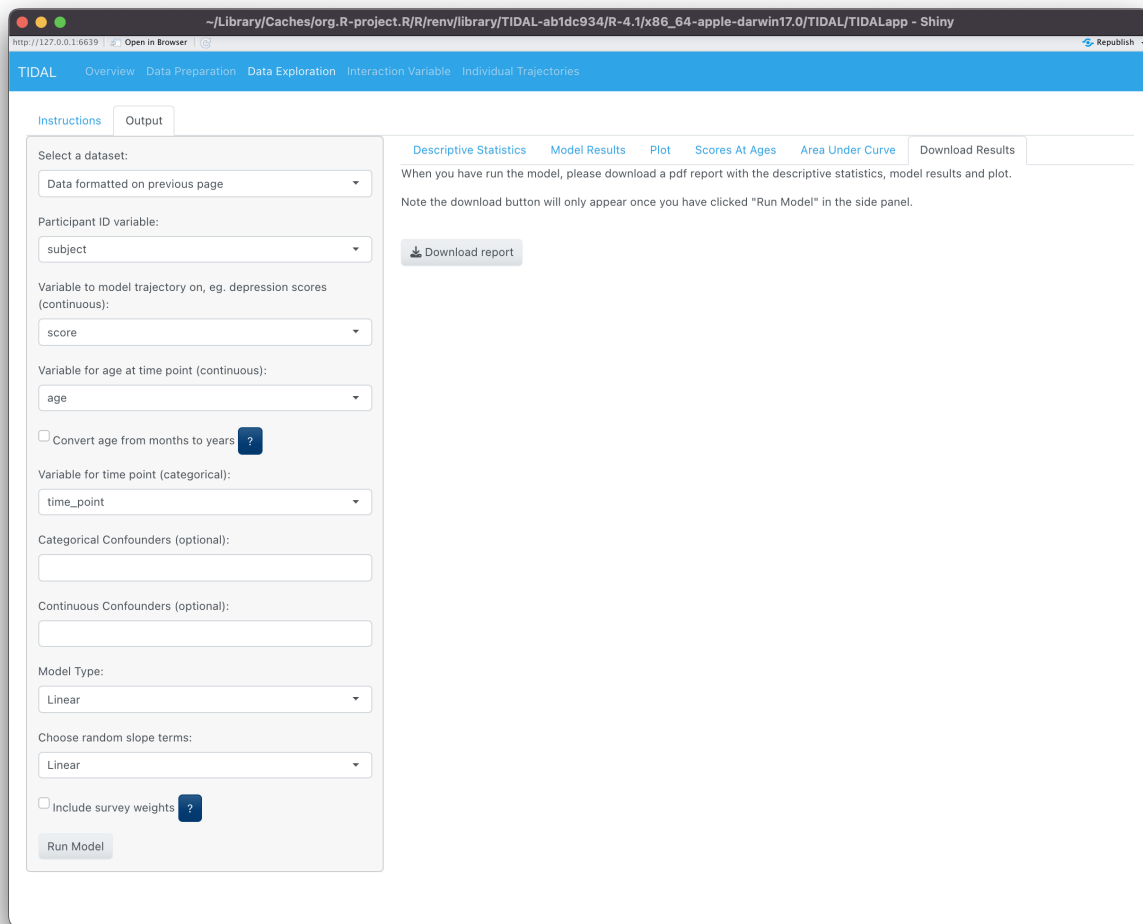 ~/Library/Caches/org.R-project.R/R/renv/library/TIDAL-ab1dc934/R-4.1/x86_64-apple-darwin17.0/TIDAL/TIDALapp - Shiny
http://127.0.0.1:6639 Open in Browser Republish
TIDAL Overview Data Preparation Data Exploration Interaction Variable Individual Trajectories
Instructions Output
Select a dataset:
Data formatted on previous page
Participant ID variable:
subject
Variable to model trajectory on, eg. depression scores
(continuous):
score
Variable for age at time point (continuous):
age
Convert age from months to years ?
Variable for time point (categorical):
time_point
Categorical Confounders (optional):
Continuous Confounders (optional):
Model Type:
Linear
Choose random slope terms:
Linear
Include survey weights ?
Run Model
Descriptive Statistics Model Results Plot Scores At Ages Area Under Curve Download Results
When you have run the model, please download a pdf report with the descriptive statistics, model results and plot.
Note the download button will only appear once you have clicked "Run Model" in the side panel.
Download report